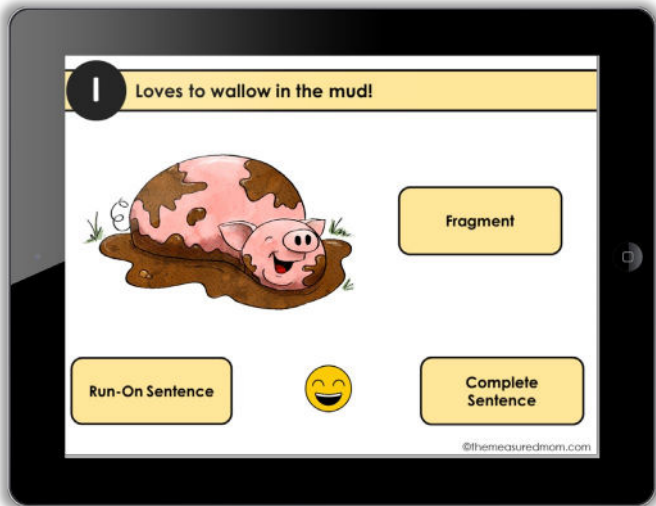 1
Loves to wallow in the mud!
Fragment
Run-On Sentence
Complete
Sentence
©themeasuredmom.com